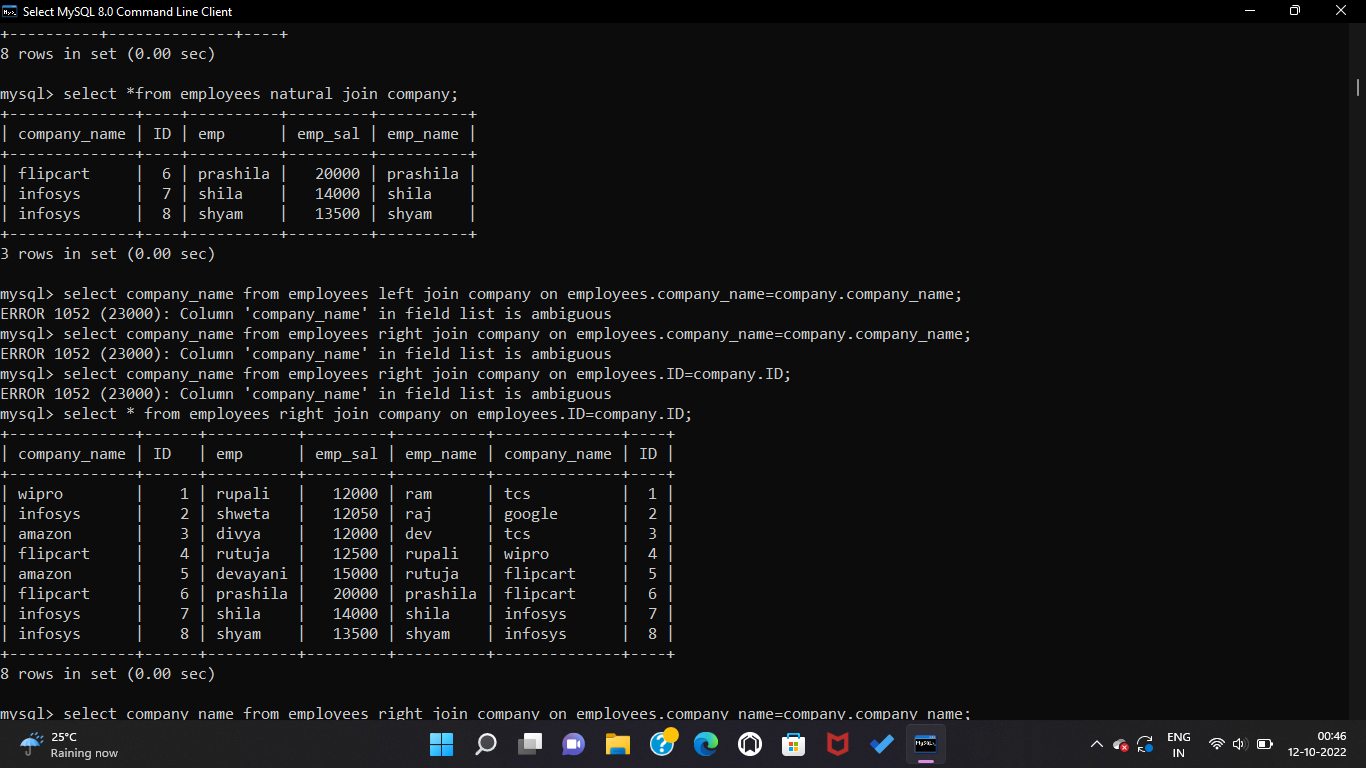 Select MySQL 8.0 Command Line Client
+----------+--------------+----+
8 rows in set (0.00 sec)
mysql> select *from employees natural join company;
+--------------+----+----------+---------+----------+
| company_name | ID | emp      | emp_sal | emp_name |
+--------------+----+----------+---------+----------+
| flipcart     |  6 | prashila |   20000 | prashila |
| infosys      |  7 | shila    |   14000 | shila    |
| infosys      |  8 | shyam    |   13500 | shyam    |
+--------------+----+----------+---------+----------+
3 rows in set (0.00 sec)
mysql> select company_name from employees left join company on employees.company_name=company.company_name;
ERROR 1052 (23000): Column 'company_name' in field list is ambiguous
mysql> select company_name from employees right join company on employees.company_name=company.company_name;
ERROR 1052 (23000): Column 'company_name' in field list is ambiguous
mysql> select company_name from employees right join company on employees.ID=company.ID;
ERROR 1052 (23000): Column 'company_name' in field list is ambiguous
mysql> select * from employees right join company on employees.ID=company.ID;
+--------------+------+----------+---------+----------+--------------+----+
| company_name | ID   | emp      | emp_sal | emp_name | company_name | ID |
+--------------+------+----------+---------+----------+--------------+----+
| wipro        |    1 | rupali   |   12000 | ram      | tcs          |  1 |
| infosys      |    2 | shweta   |   12050 | raj      | google       |  2 |
| amazon       |    3 | divya    |   12000 | dev      | tcs          |  3 |
| flipcart     |    4 | rutuja   |   12500 | rupali   | wipro        |  4 |
| amazon       |    5 | devayani |   15000 | rutuja   | flipcart     |  5 |
| flipcart     |    6 | prashila |   20000 | prashila | flipcart     |  6 |
| infosys      |    7 | shila    |   14000 | shila    | infosys      |  7 |
| infosys      |    8 | shyam    |   13500 | shyam    | infosys      |  8 |
+--------------+------+----------+---------+----------+--------------+----+
8 rows in set (0.00 sec)
mysql> select company_name from employees right join company on employees.company_name=company.company_name;
25°C
Raining now
ENG
IN
00:46
12-10-2022